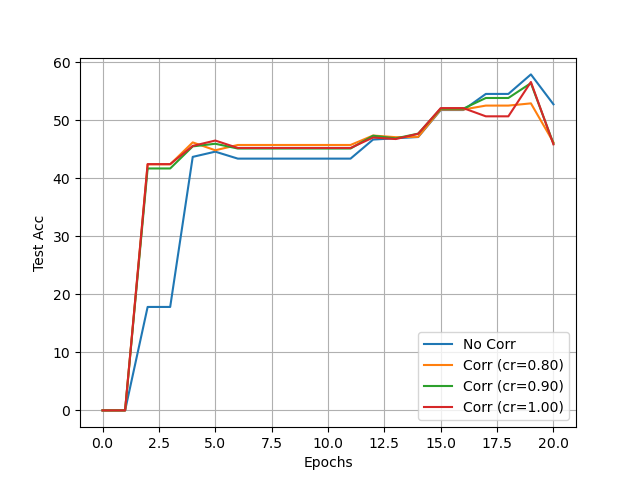 60
50
40
30
20
10
0
Test Acc
No Corr
Corr (cr=0.80)
Corr (cr=0.90)
Corr (cr=1.00)
0.0 2.5 5.0 7.5 10.0 12.5 15.0 17.5 20.0
Epochs